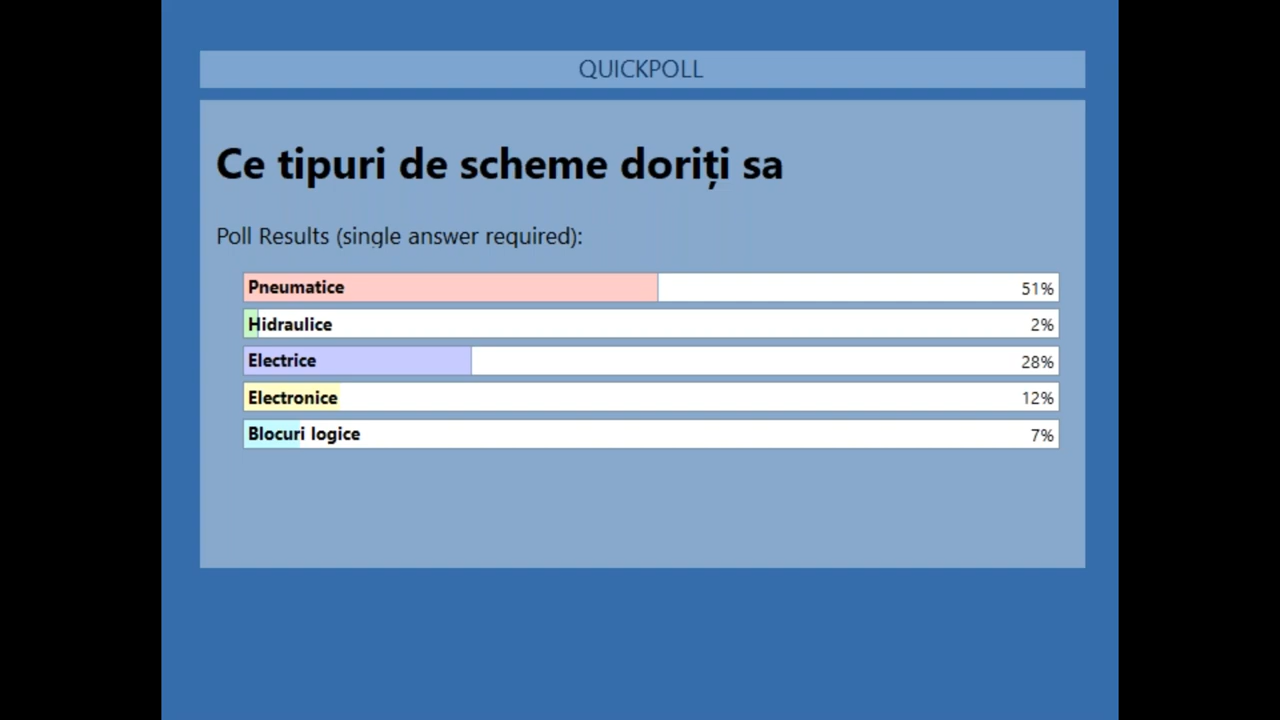 QUICKPOLL
Ce tipuri de scheme doriți sa
Poll Results (single answer required):
Pneumatice 51%
Hidraulice 2%
Electrice 28%
Electronice 12%
Blocuri logice 7%